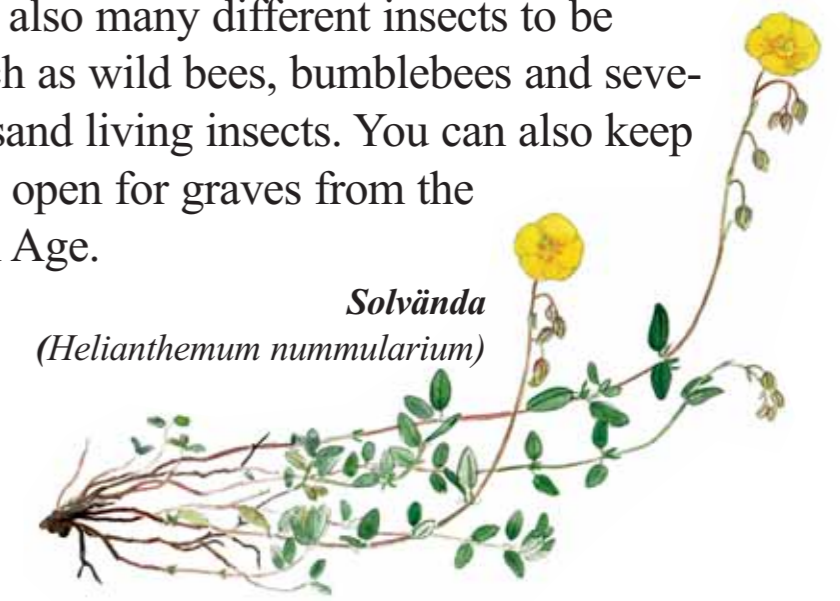 also many different insects to be
h as wild bees, bumblebees and seve-
sand living insects. You can also keep
open for graves from the
Age.
Solvända
(Helianthemum nummularium)